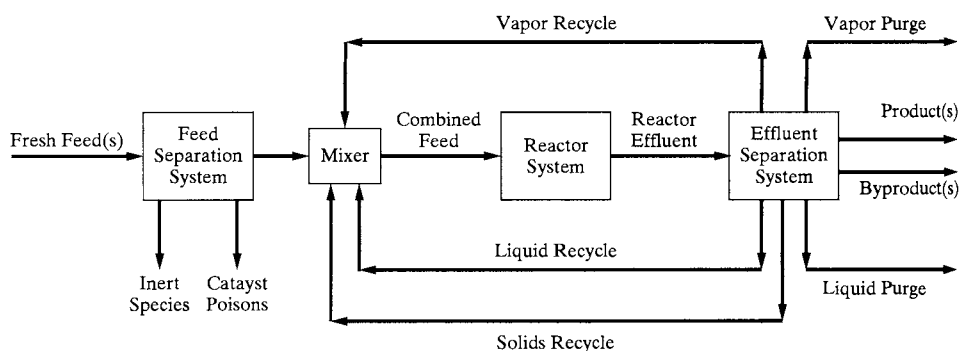 Vapor Recycle
Vapor Purge
Fresh Feed(s)
Feed
Separation
System
Mixer
Combined
Feed
Reactor
System
Reactor
Effluent
Effluent
Separation
System
Product(s)
Byproduct(s)
Inert
Species
Catayst
Poisons
Liquid Recycle
Liquid Purge
Solids Recycle